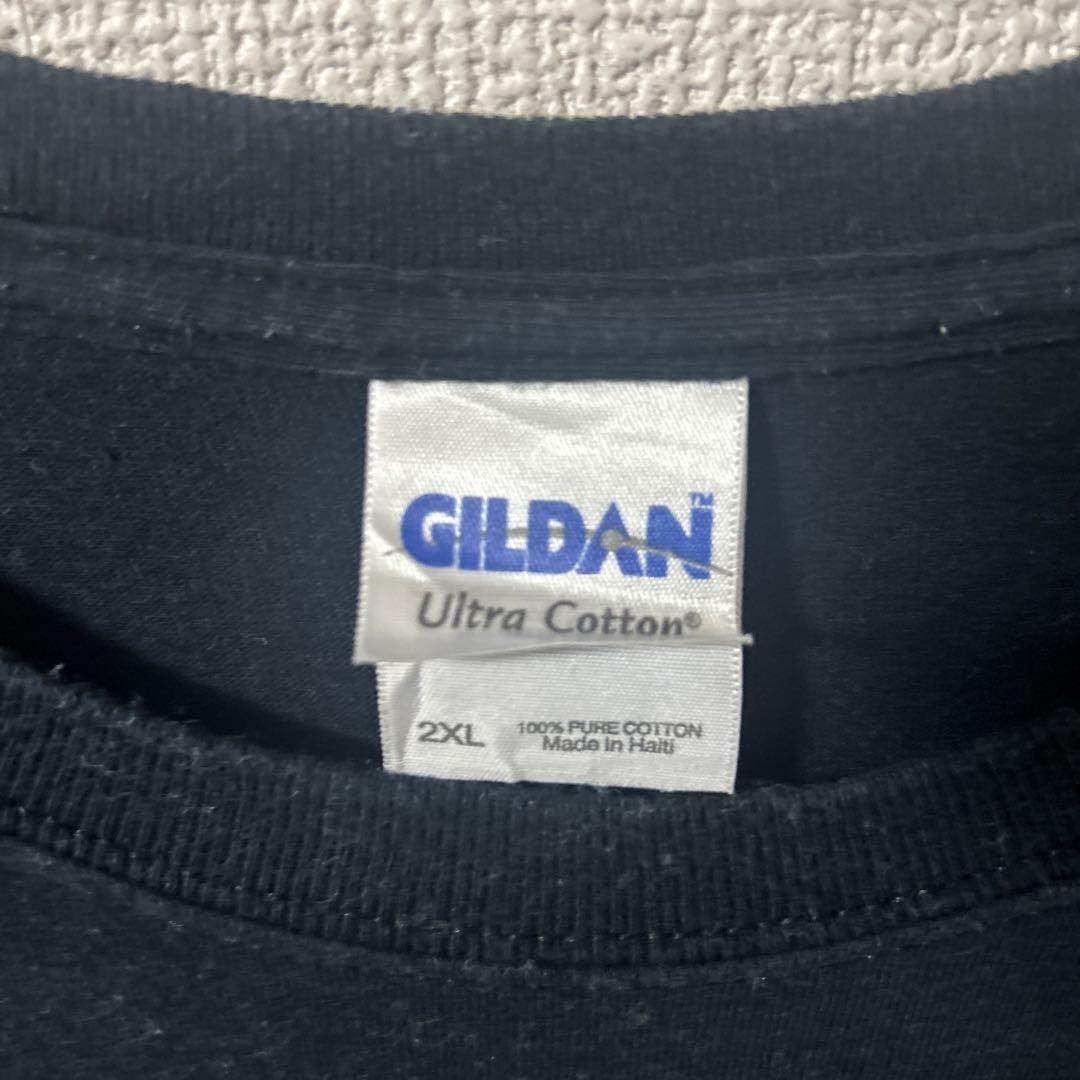 GILDAN™
Ultra Cotton®
2XL 100% PURE COTTON
Made in Haiti